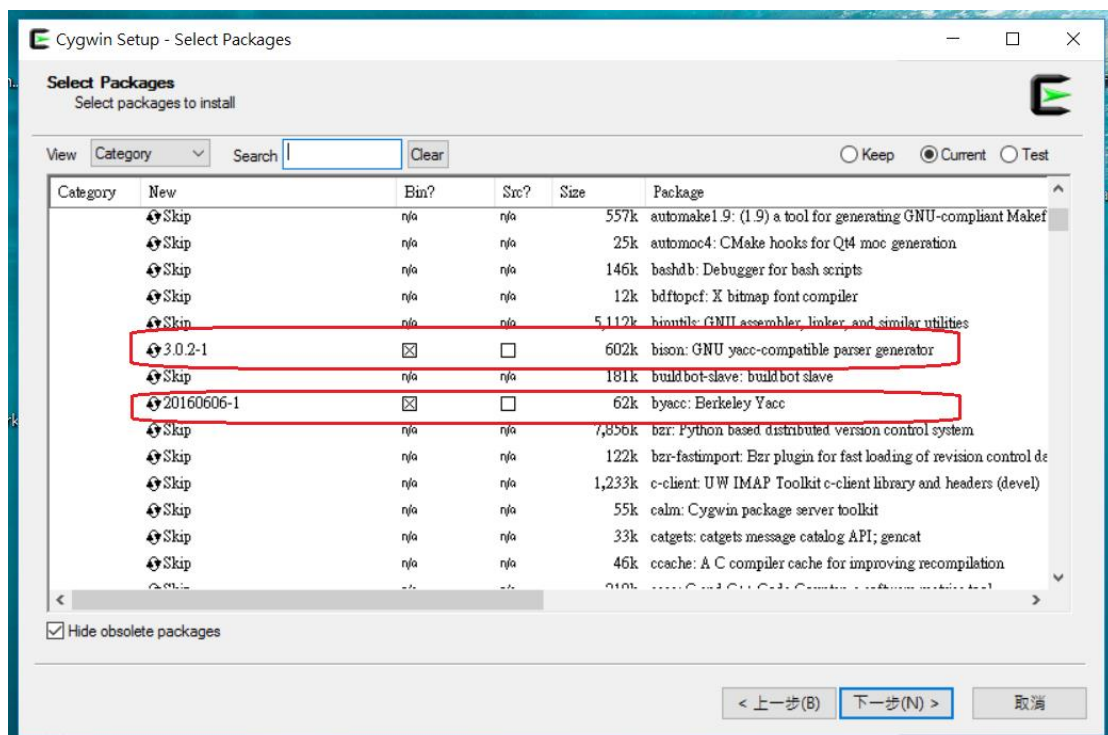 Cygwin Setup - Select Packages
Select Packages
Select packages to install
View Category Search Clear Keep Current Test
Category New Bin? Src? Size Package
Skip n/a n/a 557k automake1.9: (1.9) a tool for generating GNU-compliant Makef
Skip n/a n/a 25k automoc4: CMake hooks for Qt4 moc generation
Skip n/a n/a 146k bashdb: Debugger for bash scripts
Skip n/a n/a 12k bdftopcf: X bitmap font compiler
Skip n/a n/a 5,112k binutils: GNU assembler, linker, and similar utilities
3.0.2-1 602k bison: GNU yacc-compatible parser generator
Skip n/a n/a 181k buildbot-slave: buildbot slave
20160606-1 62k byacc: Berkeley Yacc
Skip n/a n/a 7,856k bzr: Python based distributed version control system
Skip n/a n/a 122k bzr-fastimport: Bzr plugin for fast loading of revision control da
Skip n/a n/a 1,233k c-client: UW IMAP Toolkit c-client library and headers (devel)
Skip n/a n/a 55k calm: Cygwin package server toolkit
Skip n/a n/a 33k catgets: catgets message catalog API; gencat
Skip n/a n/a 46k ccache: A C compiler cache for improving recompilation
Hide obsolete packages
< 上一步(B) 下一步(N) > 取消